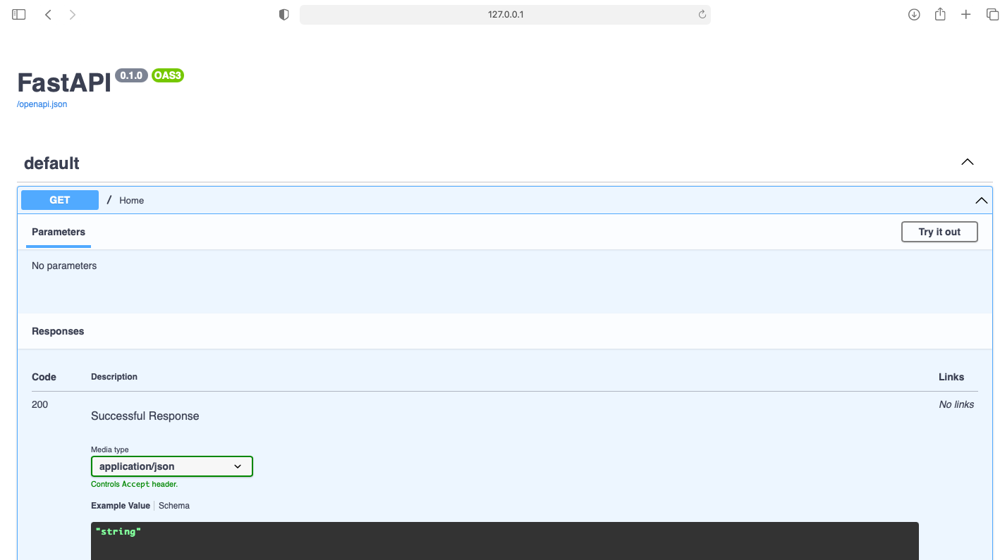 127.0.0.1
FastAPI 0.1.0 OAS3
/openapi.json
default
GET / Home
Parameters Try it out
No parameters
Responses
Code Description Links
200 Successful Response No links
Media type
application/json
Controls Accept header.
Example Value Schema
"string"